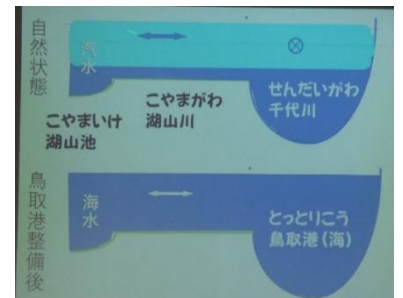 自然状態
汽水
せんだいがわ
千代川
こやまがわ
湖山川
こやまいけ
湖山池
鳥取港整備後
海水
とっとりこう
鳥取港(海)